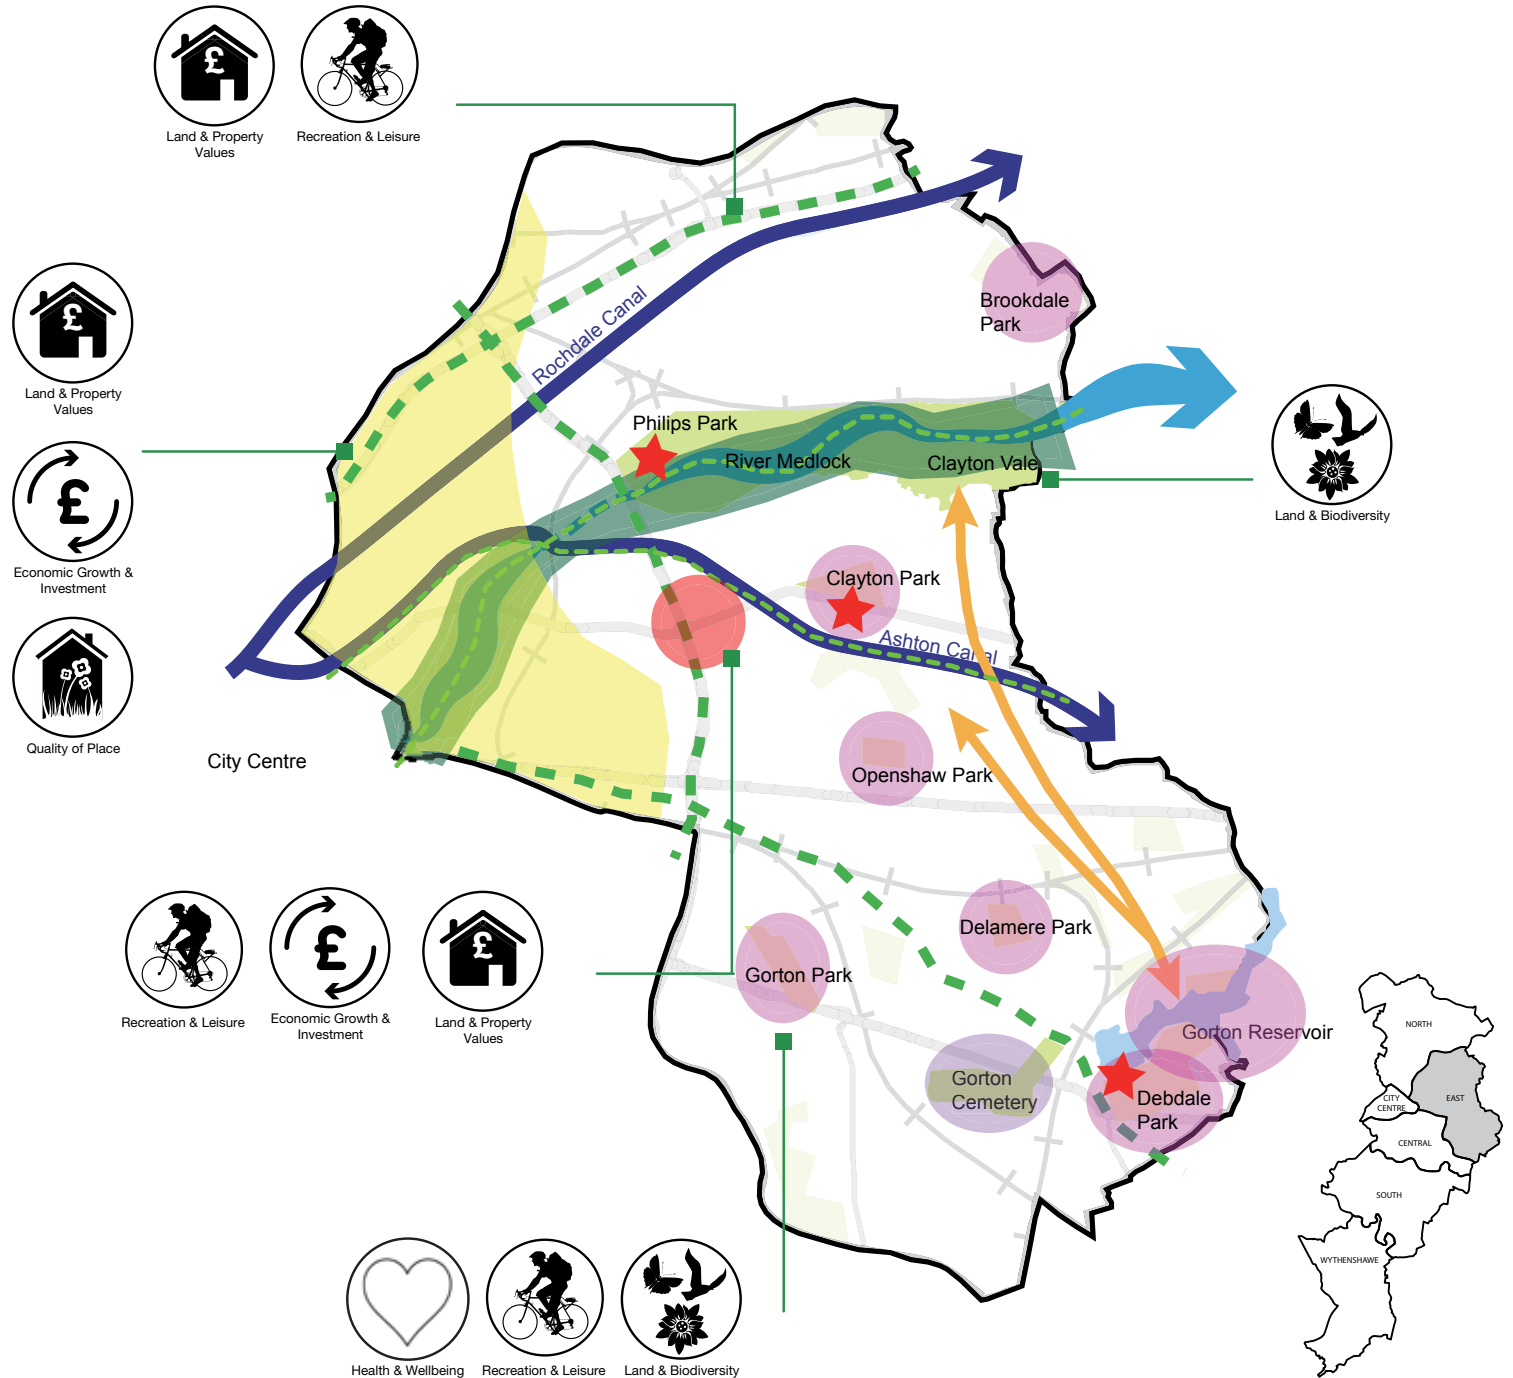 Land & Property
Values
Recreation & Leisure
Rochdale Canal
Brookdale
Park
Land & Property
Values
Philips Park
River Medlock
Clayton Vale
Land & Biodiversity
Economic Growth &
Investment
Clayton Park
Ashton Canal
Quality of Place
City Centre
Openshaw Park
Delamere Park
Gorton Park
Recreation & Leisure
Economic Growth &
Investment
Land & Property
Values
Gorton Reservoir
Gorton
Cemetery
Debdale
Park
NORTH
CITY
CENTRE
EAST
CENTRAL
SOUTH
WYTHENSHAWE
Health & Wellbeing
Recreation & Leisure
Land & Biodiversity